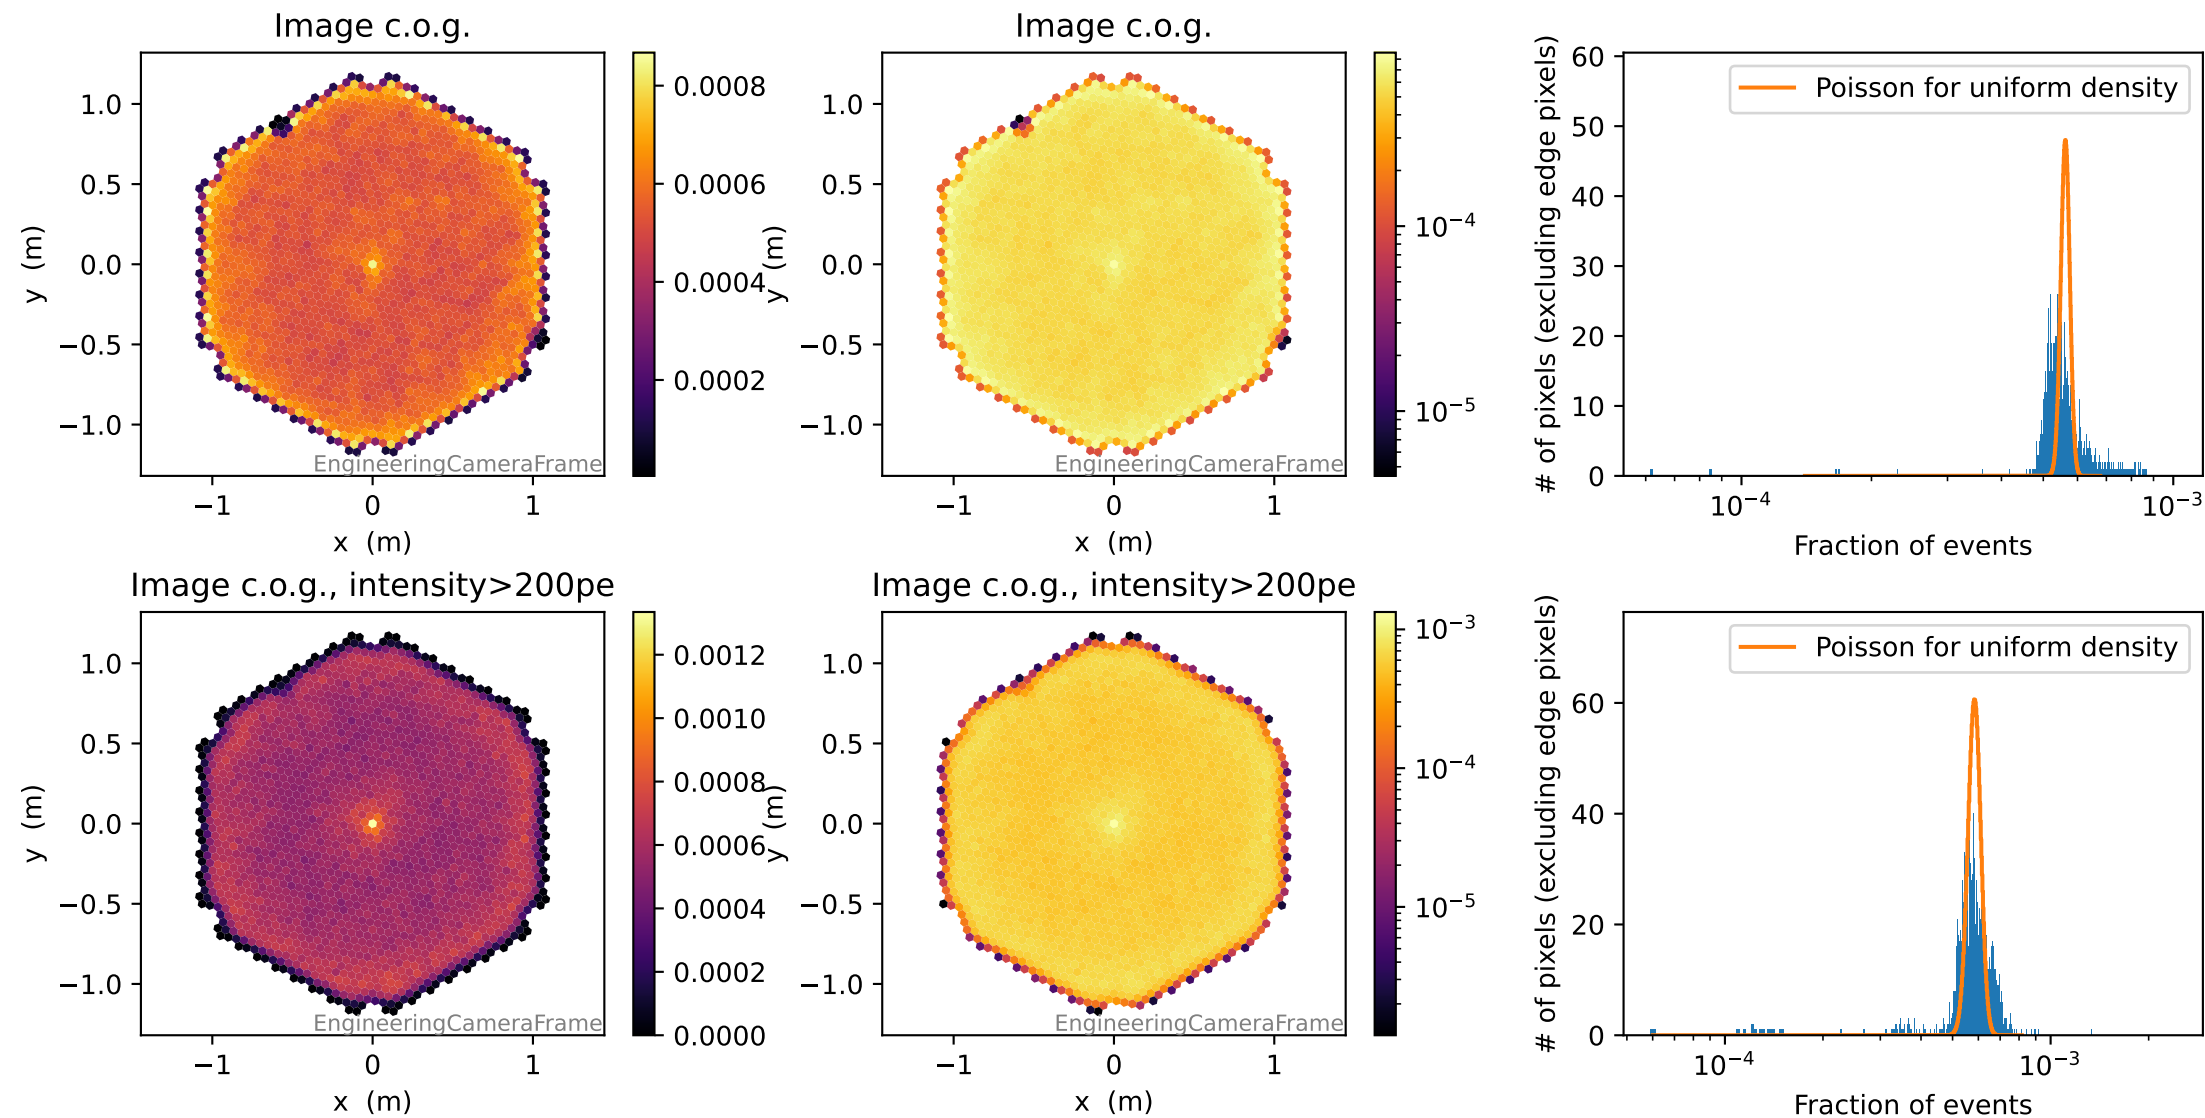 Image c.o.g.
1.0
0.5
0.0
−0.5
−1.0
−1
0
1
y (m)
x (m)
EngineeringCameraFrame
0.0008
0.0006
0.0004
0.0002
Image c.o.g.
1.0
0.5
0.0
−0.5
−1.0
−1
0
1
y (m)
x (m)
EngineeringCameraFrame
10⁻⁴
10⁻⁵
Poisson for uniform density
60
50
40
30
20
10
0
10⁻⁴
10⁻³
# of pixels (excluding edge pixels)
Fraction of events
Image c.o.g., intensity>200pe
1.0
0.5
0.0
−0.5
−1.0
−1
0
1
y (m)
x (m)
EngineeringCameraFrame
0.0012
0.0010
0.0008
0.0006
0.0004
0.0002
0.0000
Image c.o.g., intensity>200pe
1.0
0.5
0.0
−0.5
−1.0
−1
0
1
y (m)
x (m)
EngineeringCameraFrame
10⁻³
10⁻⁴
10⁻⁵
Poisson for uniform density
60
40
20
0
10⁻⁴
10⁻³
# of pixels (excluding edge pixels)
Fraction of events